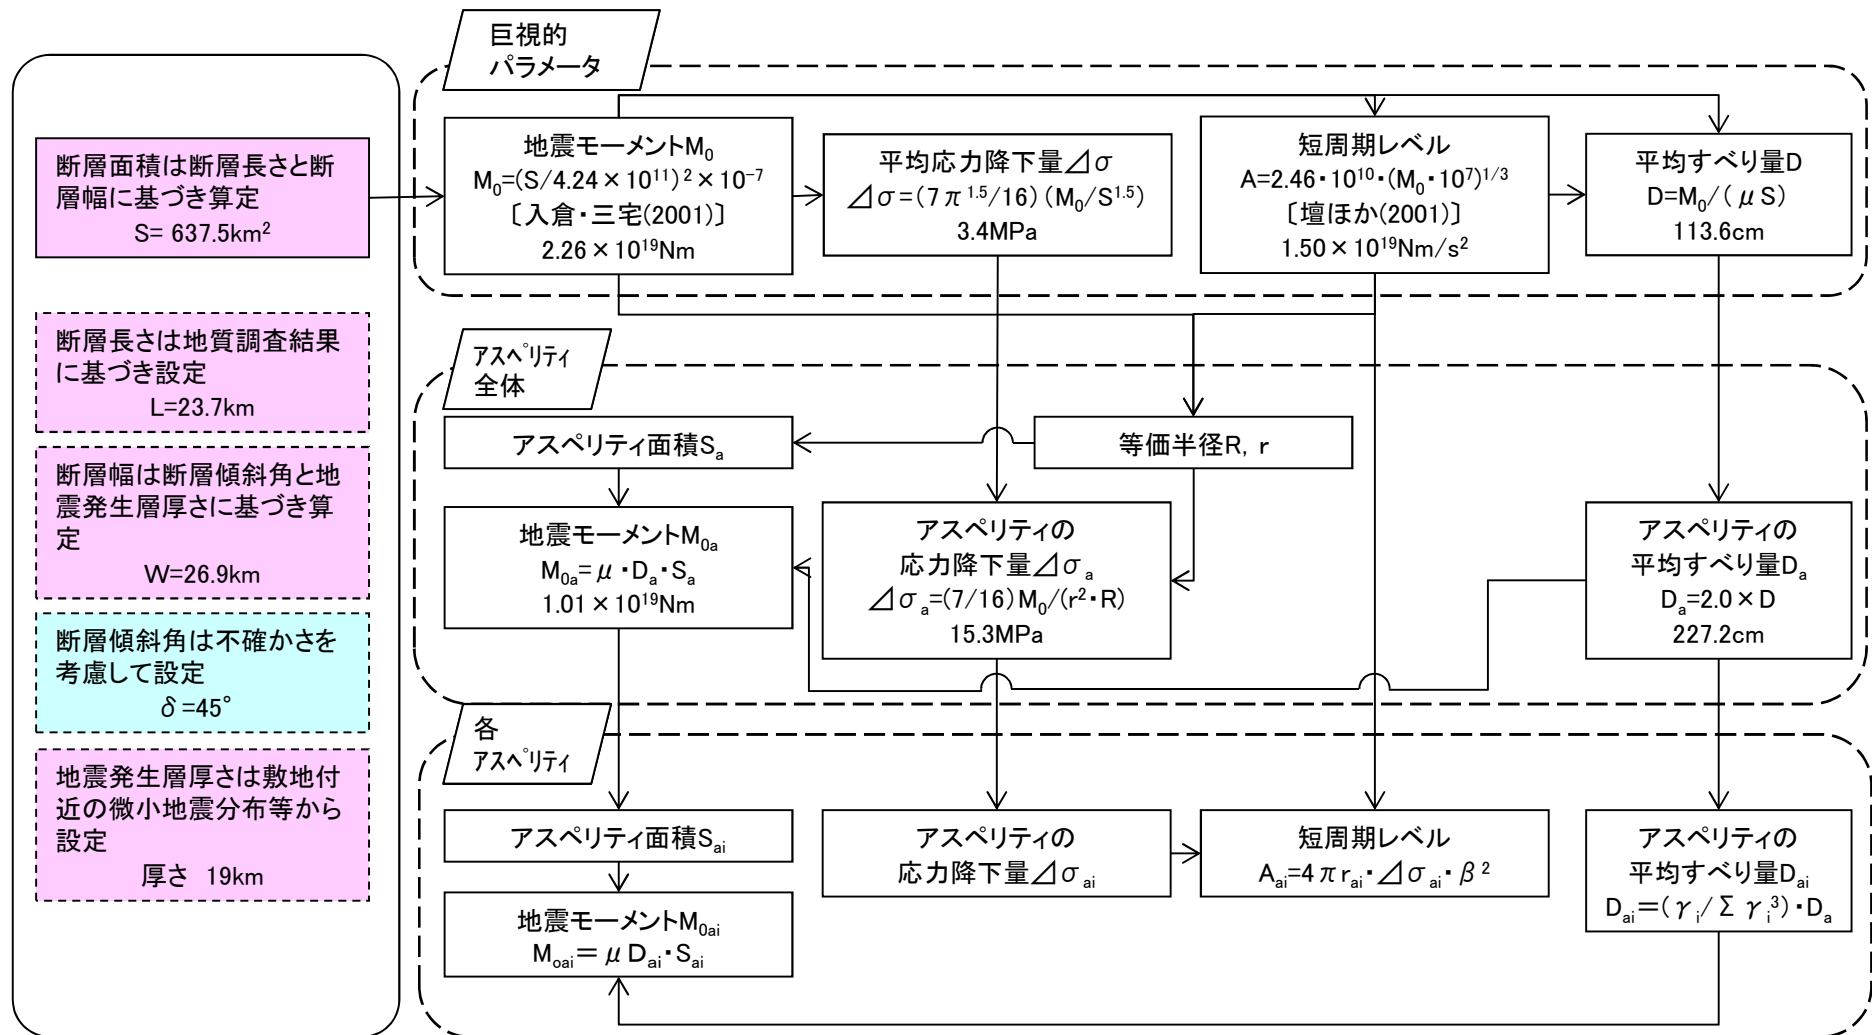 断層面積は断層長さと断
層幅に基づき算定
S= 637.5km²
断層長さは地質調査結果
に基づき設定
L=23.7km
断層幅は断層傾斜角と地
震発生層厚さに基づき算
定
W=26.9km
断層傾斜角は不確かさを
考慮して設定
δ=45°
地震発生層厚さは敷地付
近の微小地震分布等から
設定
厚さ 19km
巨視的
パラメータ
地震モーメントM₀
M₀=(S/4.24×10¹¹)²×10⁻⁷
〔入倉・三宅(2001)〕
2.26×10¹⁹Nm
平均応力降下量⊿σ
⊿σ=(7π¹·⁵/16)(M₀/S¹·⁵)
3.4MPa
短周期レベル
A=2.46・10¹⁰・(M₀・10⁷)¹/³
〔壇ほか(2001)〕
1.50×10¹⁹Nm/s²
平均すべり量D
D=M₀/(μS)
113.6cm
アスペリティ
全体
アスペリティ面積Sₐ
等価半径R, r
地震モーメントM₀ₐ
M₀ₐ=μ・Dₐ・Sₐ
1.01×10¹⁹Nm
アスペリティの
応力降下量⊿σₐ
⊿σₐ=(7/16)M₀/(r²・R)
15.3MPa
アスペリティの
平均すべり量Dₐ
Dₐ=2.0×D
227.2cm
各
アスペリティ
アスペリティ面積Sₐᵢ
地震モーメントM₀ₐᵢ
Mₒₐᵢ=μDₐᵢ・Sₐᵢ
アスペリティの
応力降下量⊿σₐᵢ
短周期レベル
Aₐᵢ=4πrₐᵢ・⊿σₐᵢ・β²
アスペリティの
平均すべり量Dₐᵢ
Dₐᵢ=(γᵢ/Σγᵢ³)・Dₐ